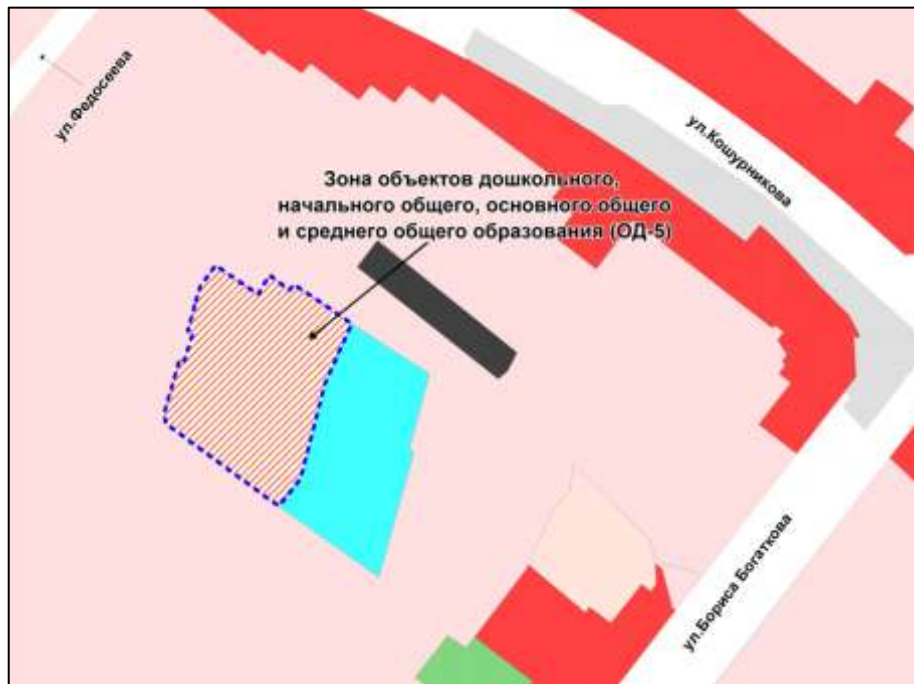 ул.Федосеева
ул.Кошурникова
Зона объектов дошкольного,
начального общего, основного общего
и среднего общего образования (ОД-5)
ул.Бориса Богаткова